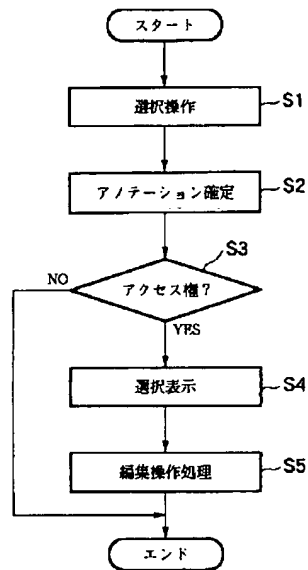 スタート
S1
選択操作
S2
アノテーション確定
S3
NO
アクセス権?
YES
S4
選択表示
S5
編集操作処理
エンド